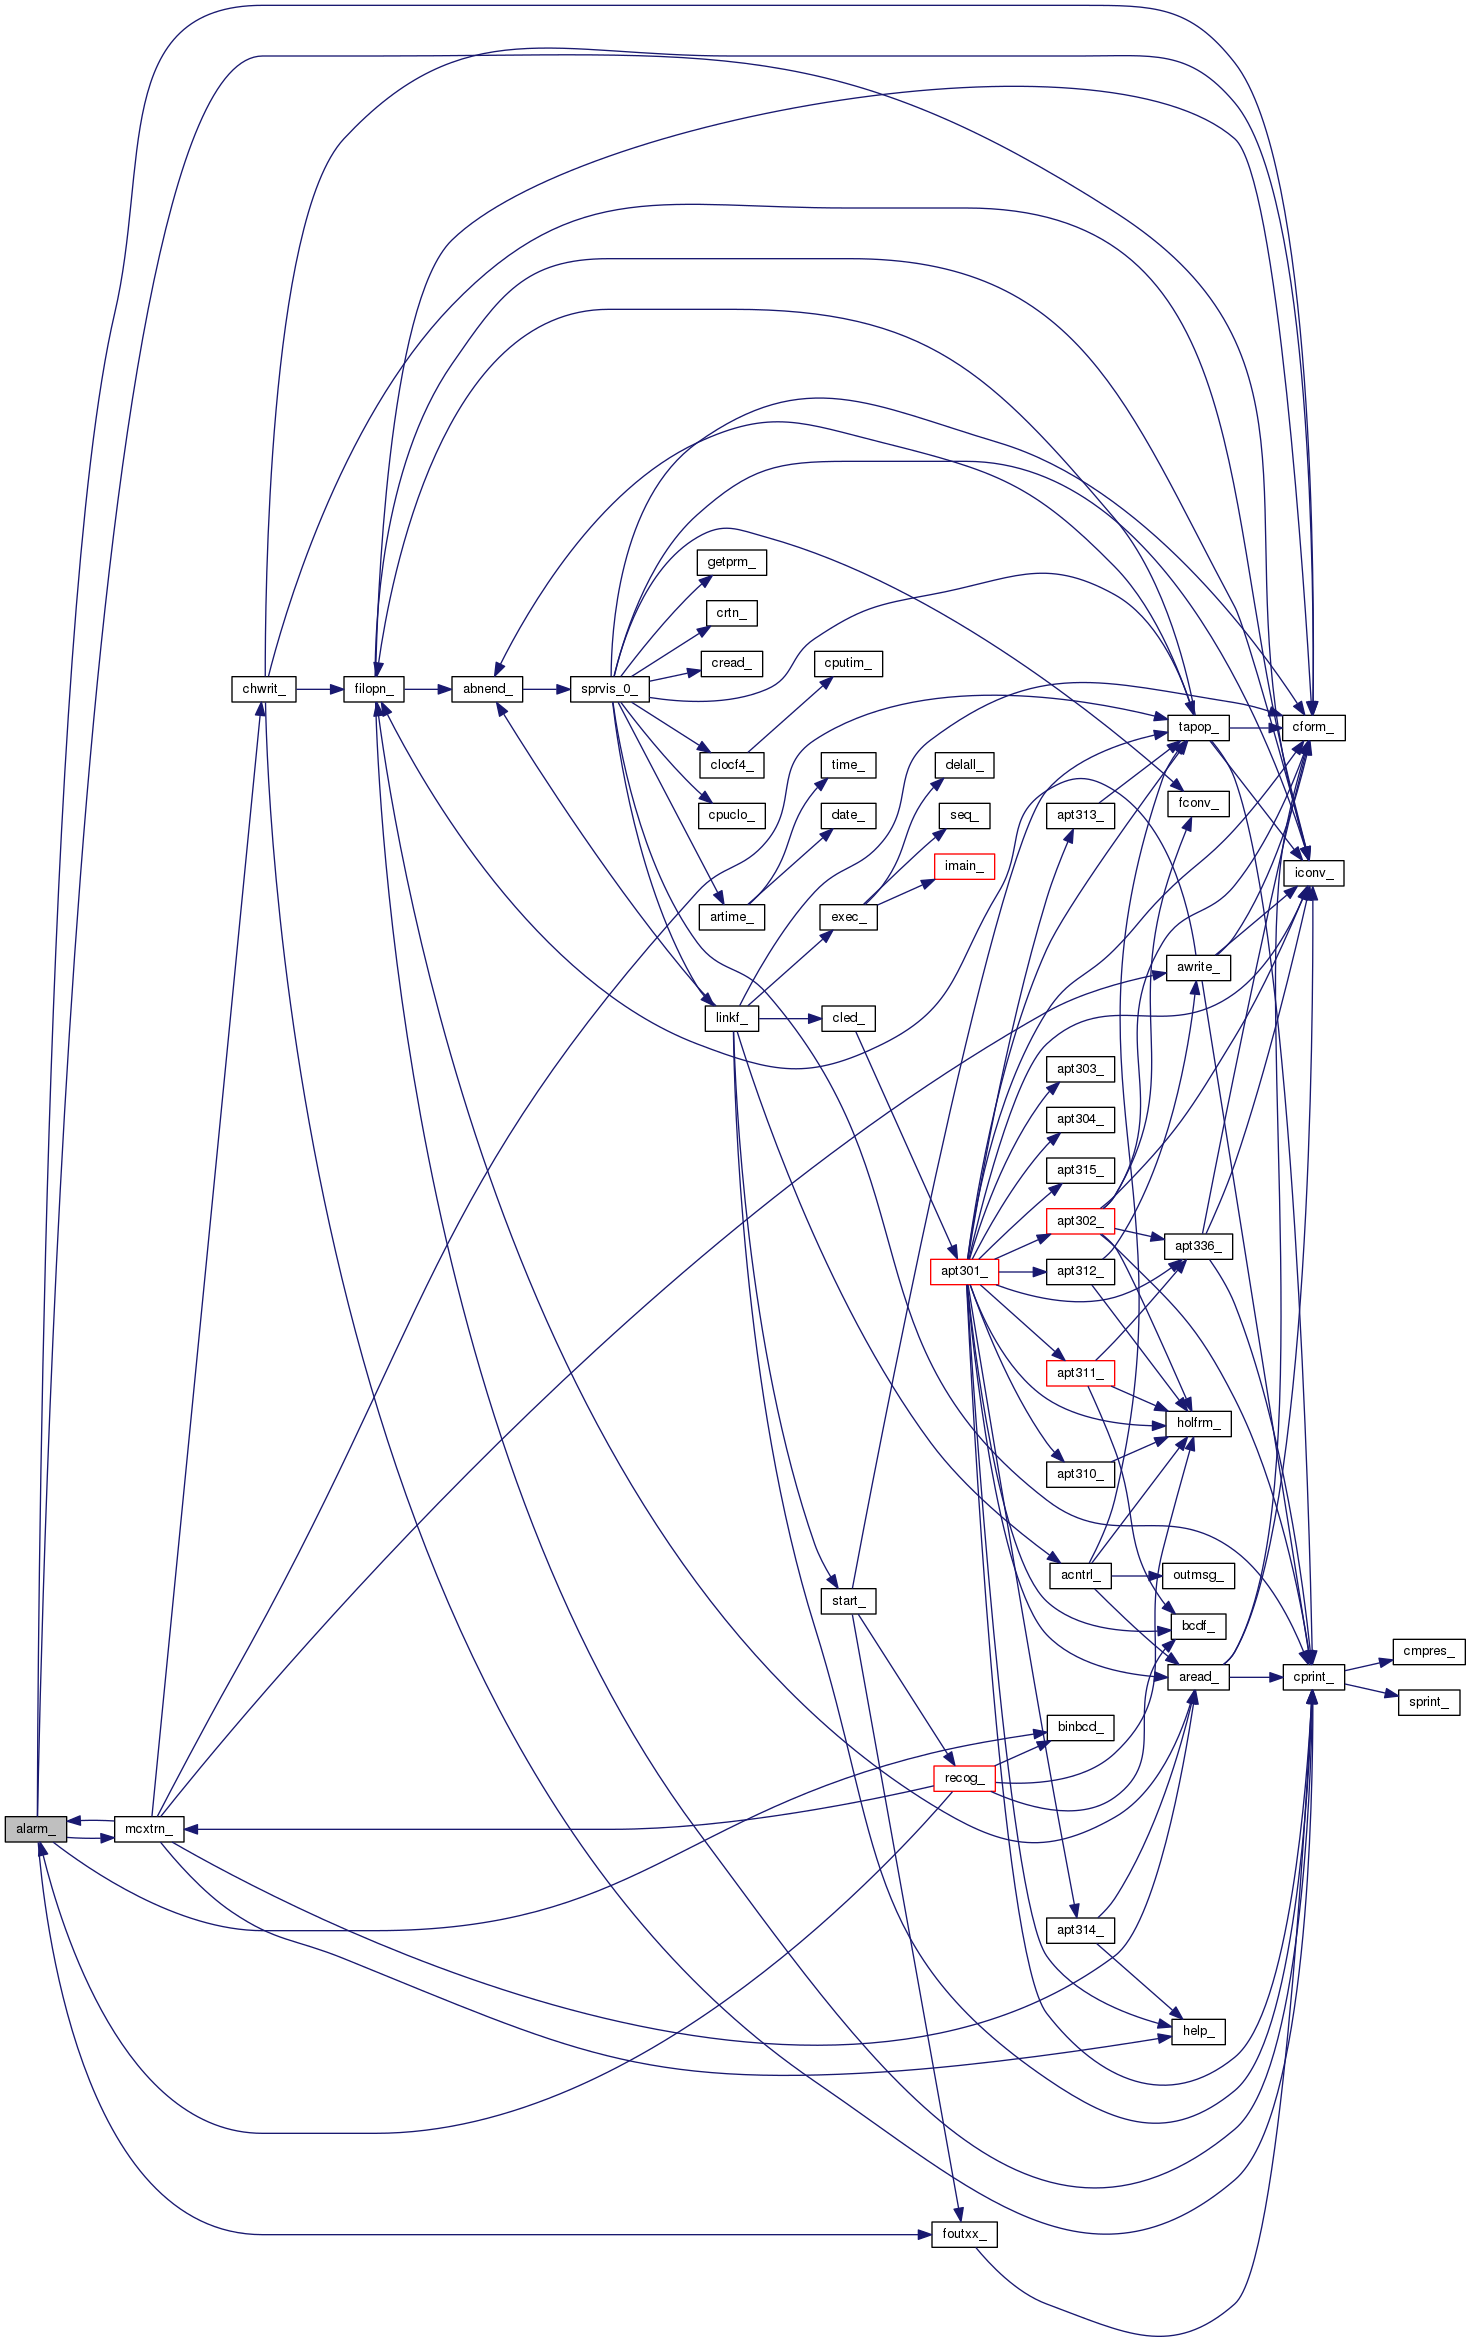 getprm_
crtn_
cread_
cputim_
chwrit_
filopn_
abnend_
sprvis_0_
tapop_
cform_
clocf4_
time_
delall_
cpuclo_
date_
seq_
apt313_
fconv_
imain_
iconv_
artime_
exec_
awrite_
linkf_
cled_
apt303_
apt304_
apt315_
apt302_
apt336_
apt301_
apt312_
apt311_
holfrm_
apt310_
acntrl_
outmsg_
start_
bcdf_
aread_
cprint_
cmpres_
sprint_
binbcd_
recog_
alarm_
mcxtrn_
apt314_
help_
foutxx_